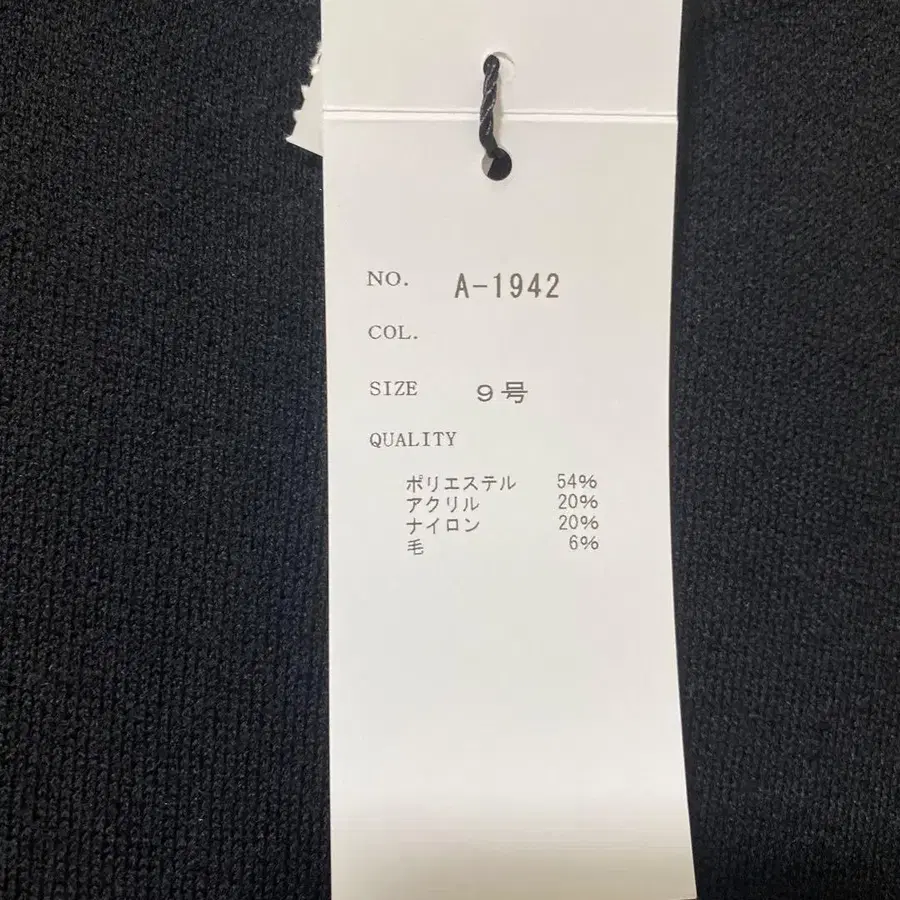 NO. A-1942
COL.
SIZE 9号
QUALITY
ポリエステル 54%
アクリル 20%
ナイロン 20%
毛 6%